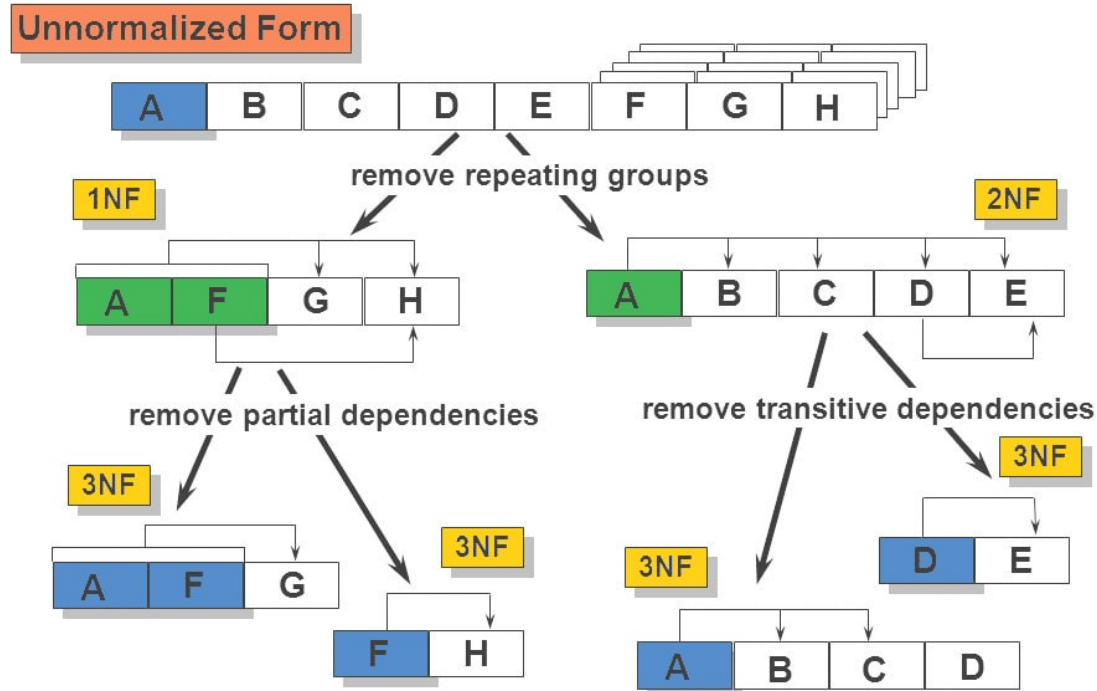 Unnormalized Form
A B C D E F G H
remove repeating groups
1NF
2NF
A F G H
A B C D E
remove partial dependencies
remove transitive dependencies
3NF
3NF
3NF
3NF
A F G
D E
F H
A B C D